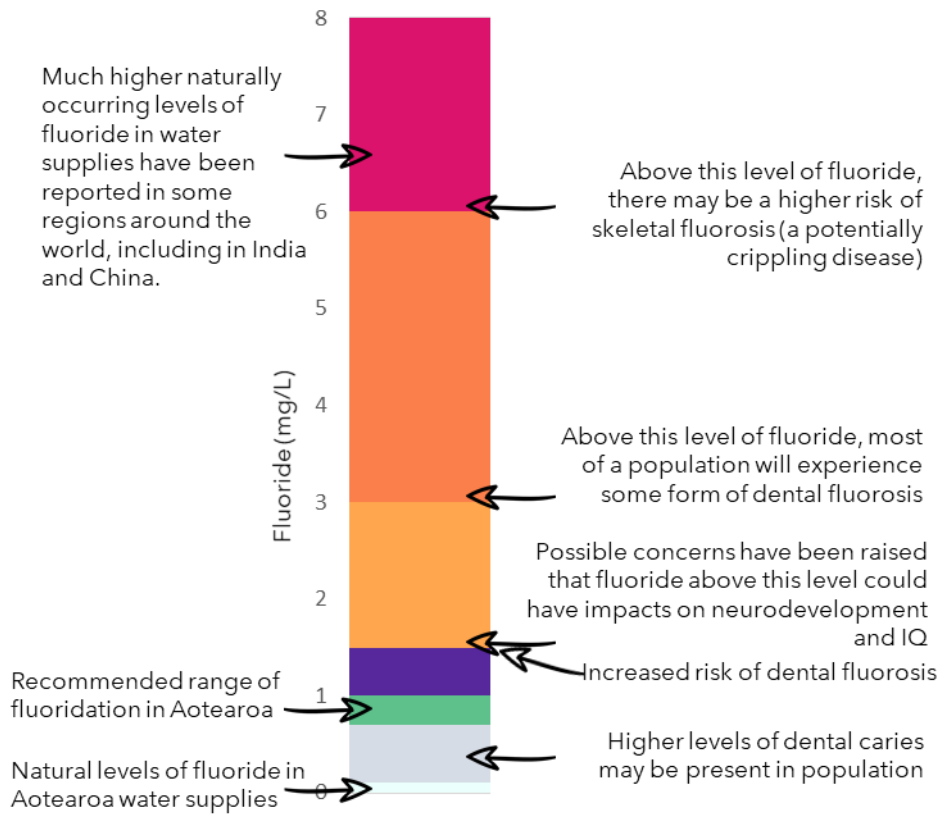 8
Much higher naturally
occurring levels of
fluoride in water
supplies have been
reported in some
regions around the
world, including in India
and China.
7
Above this level of fluoride,
there may be a higher risk of
skeletal fluorosis (a potentially
crippling disease)
6
5
Fluoride (mg/L)
4
Above this level of fluoride, most
of a population will experience
some form of dental fluorosis
3
Possible concerns have been raised
that fluoride above this level could
have impacts on neurodevelopment
and IQ
2
Increased risk of dental fluorosis
Recommended range of
fluoridation in Aotearoa
1
Higher levels of dental caries
may be present in population
Natural levels of fluoride in
Aotearoa water supplies
0